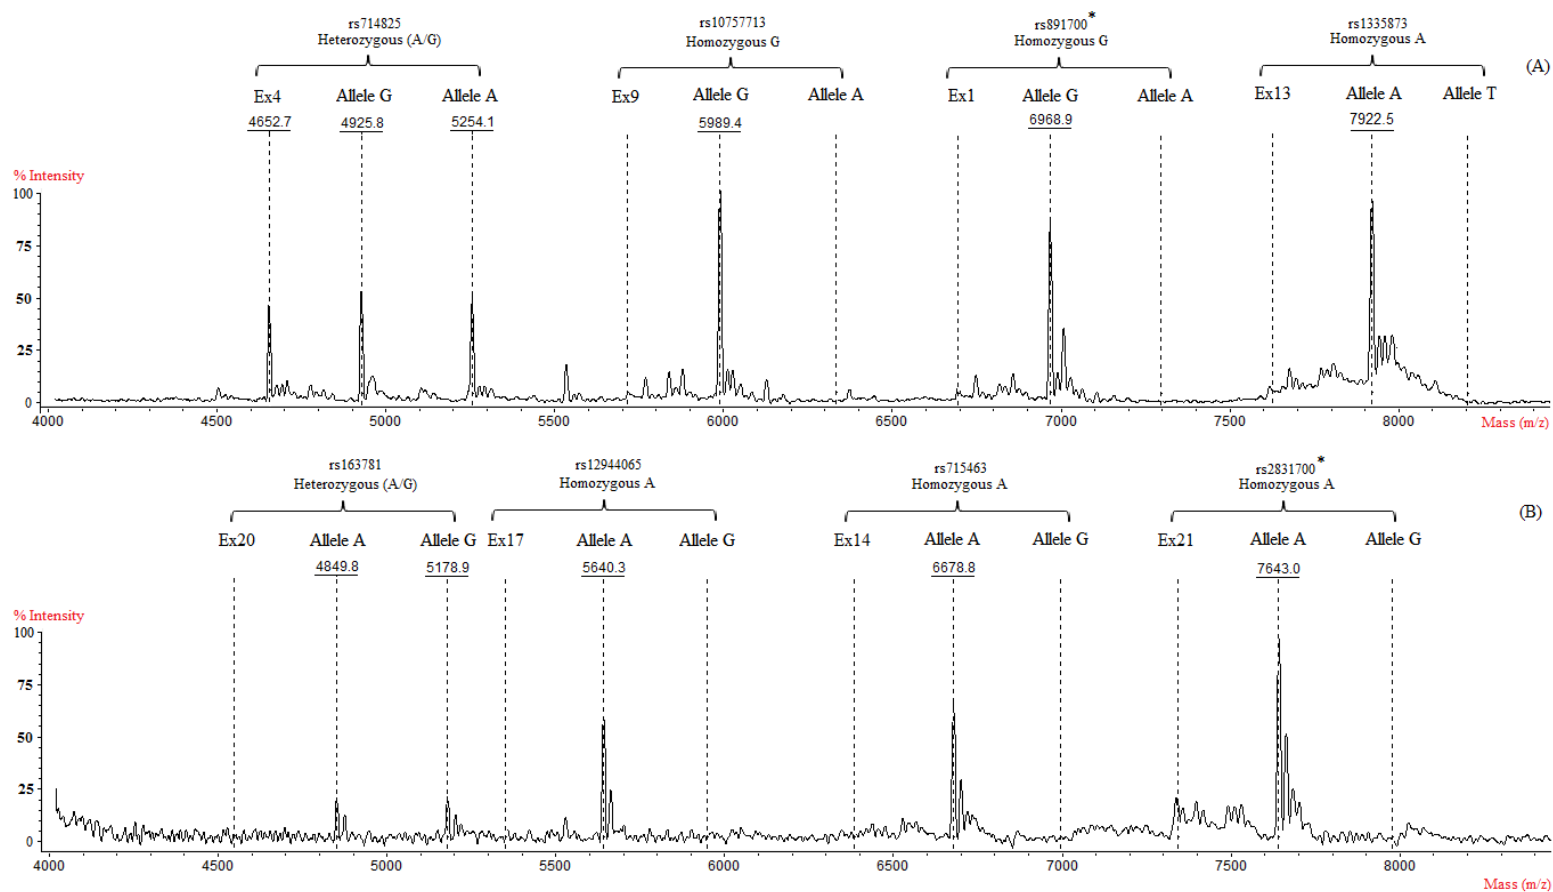 rs714825 rs10757713 rs891700* rs1335873
Heterozygous (A/G) Homozygous G Homozygous G Homozygous A
(A)
Ex4 Allele G Allele A Ex9 Allele G Allele A Ex1 Allele G Allele A Ex13 Allele A Allele T
4652.7 4925.8 5254.1 5989.4 6968.9 7922.5
% Intensity
100
75
50
25
0
4000 4500 5000 5500 6000 6500 7000 7500 8000
Mass (m/z)
rs163781 rs12944065 rs715463 rs2831700*
Heterozygous (A/G) Homozygous A Homozygous A Homozygous A
(B)
Ex20 Allele A Allele G Ex17 Allele A Allele G Ex14 Allele A Allele G Ex21 Allele A Allele G
4849.8 5178.9 5640.3 6678.8 7643.0
% Intensity
100
75
50
25
0
4000 4500 5000 5500 6000 6500 7000 7500 8000
Mass (m/z)